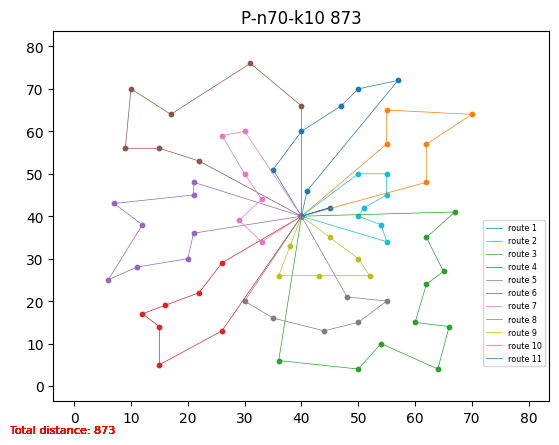 P-n70-k10 873
80
70
60
50
40
30
20
10
0
route 1
route 2
route 3
route 4
route 5
route 6
route 7
route 8
route 9
route 10
route 11
0 10 20 30 40 50 60 70 80
Total distance: 873